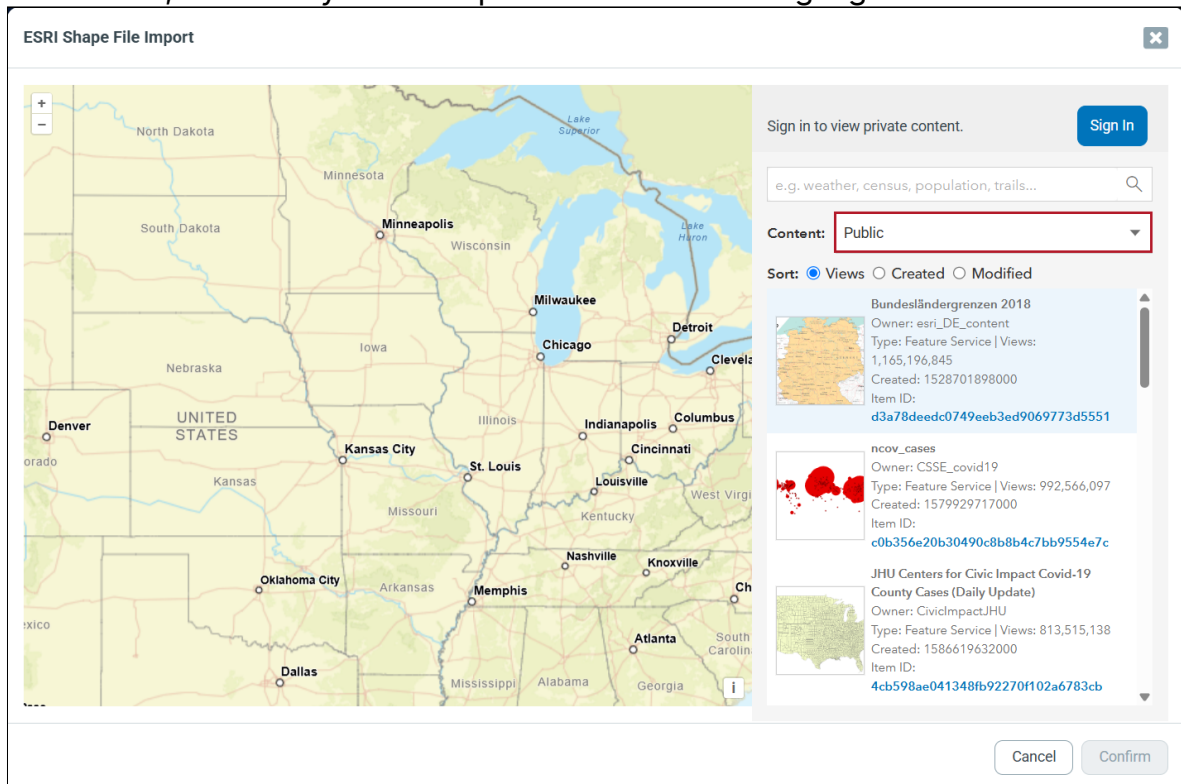 ESRI Shape File Import
+
−
North Dakota
Lake
Superior
Minnesota
South Dakota
Minneapolis
Wisconsin
Lake
Huron
Milwaukee
Detroit
Iowa
Chicago
Clevela
Nebraska
UNITED
STATES
Illinois
Indianapolis
Columbus
Denver
Kansas City
Cincinnati
orado
St. Louis
Kansas
Louisville
West Virgi
Missouri
Kentucky
Nashville
Knoxville
Oklahoma City
Arkansas
Memphis
Ch
exico
Atlanta
South
Carolin
Dallas
Mississippi
Alabama
Georgia
i
Sign in to view private content.
Sign In
e.g. weather, census, population, trails...
Content: Public
Sort: Views Created Modified
Bundesländergrenzen 2018
Owner: esri_DE_content
Type: Feature Service | Views:
1,165,196,845
Created: 1528701898000
Item ID:
d3a78deedc0749eeb3ed9069773d5551
ncov_cases
Owner: CSSE_covid19
Type: Feature Service | Views: 992,566,097
Created: 1579929717000
Item ID:
c0b356e20b30490c8b8b4c7bb9554e7c
JHU Centers for Civic Impact Covid-19
County Cases (Daily Update)
Owner: CivicImpactJHU
Type: Feature Service | Views: 813,515,138
Created: 1586619632000
Item ID:
4cb598ae041348fb92270f102a6783cb
Cancel
Confirm